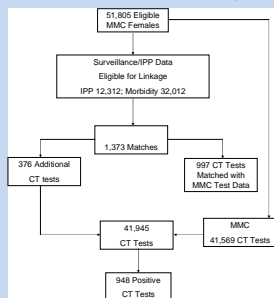 51,805 Eligible
MMC Females
Surveillance/IPP Data
Eligible for Linkage
IPP 12,312; Morbidity 32,012
1,373 Matches
376 Additional
CT tests
997 CT Tests
Matched with
MMC Test Data
41,945
CT Tests
MMC
41,569 CT Tests
948 Positive
CT Tests